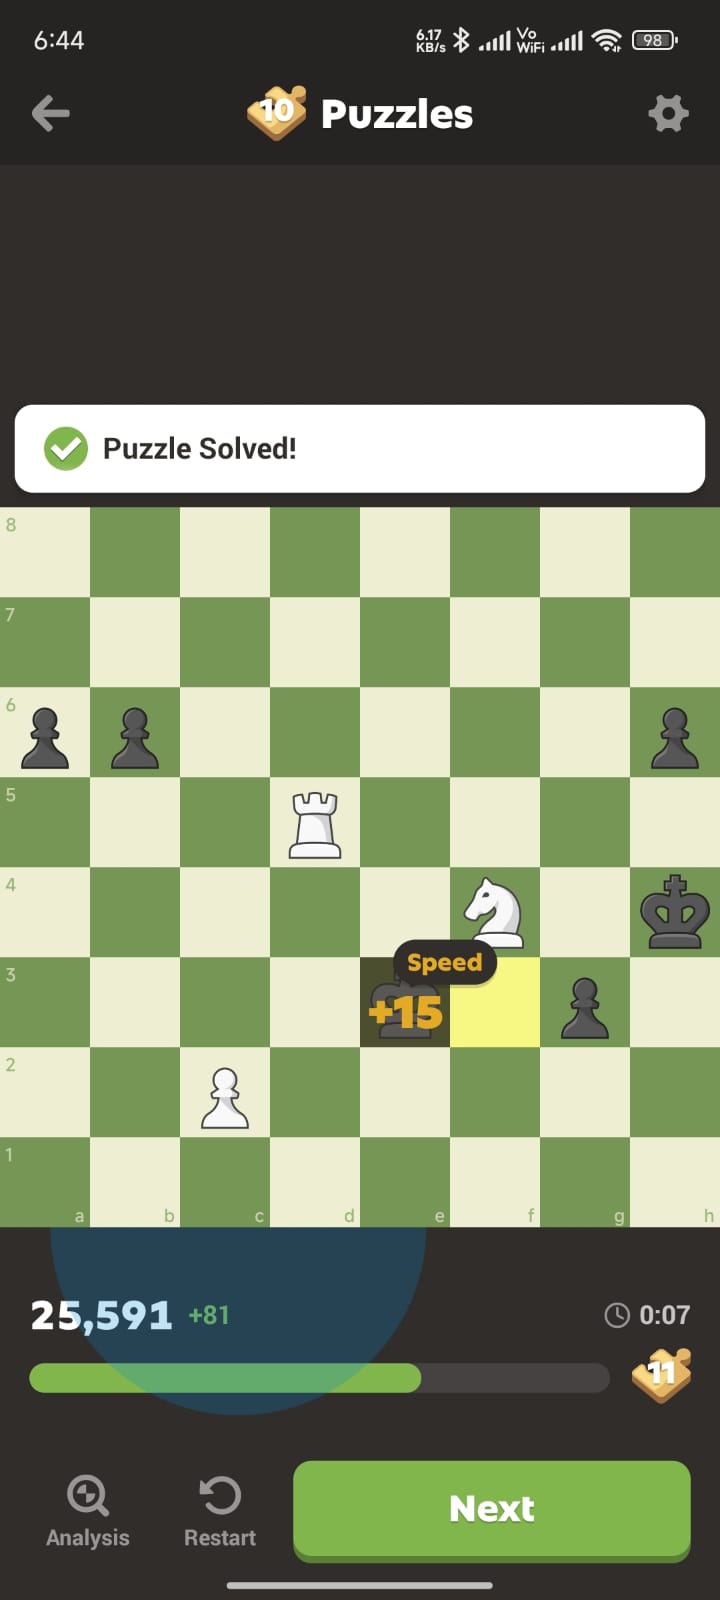 6:44
6.17 KB/s Vo WiFi 98
10 Puzzles
Puzzle Solved!
8
7
6
5
4
3
Speed
+15
2
1
a b c d e f g h
25,591 +81 0:07
11
Analysis Restart Next